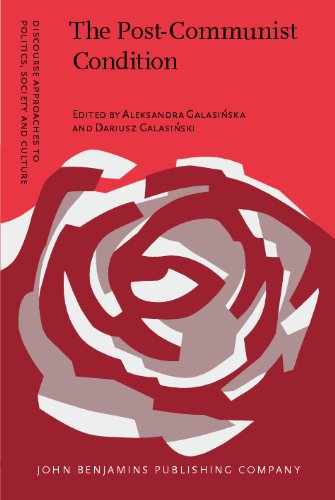 DISCOURSE APPROACHES TO
POLITICS, SOCIETY AND CULTURE
The Post-Communist
Condition
EDITED BY ALEKSANDRA GALASIŃSKA
AND DARIUSZ GALASIŃSKI
JOHN BENJAMINS PUBLISHING COMPANY